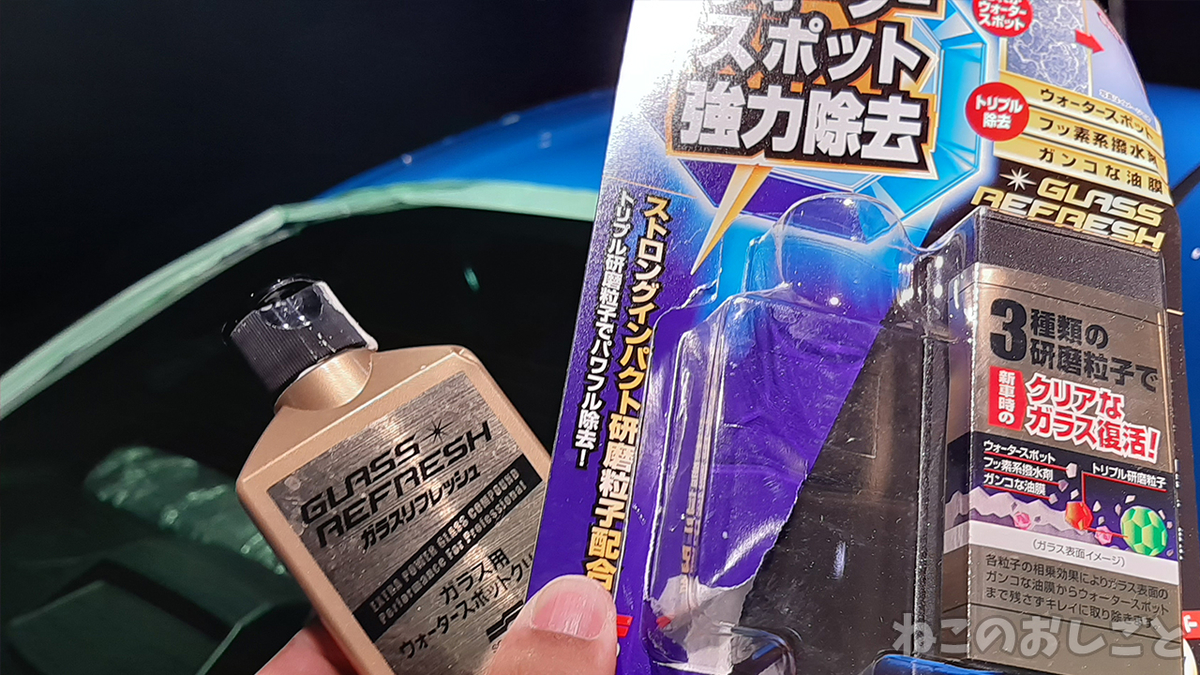 スポット
強力除去
ウォーター
スポット
トリプル
除去
ウォータースポット
フッ素系撥水剤
ガンコな油膜
GLASS
REFRESH
ストロングインパクト研磨粒子配合
トリプル研磨粒子でパワフル除去!
3種類の
研磨粒子で
新車時の
クリアな
ガラス復活!
ウォータースポット
フッ素系撥水剤
ガンコな油膜
トリプル研磨粒子
(ガラス表面イメージ)
各粒子の相乗効果によりガラス表面の
ガンコな油膜からウォータースポット
まで残さずキレイに取り除きます
GLASS
REFRESH
ガラスリフレッシュ
EXTRA POWER GLASS COMPOUND
Performance For Professional
ガラス用
ウォータースポットクリ
ねこのおしごと